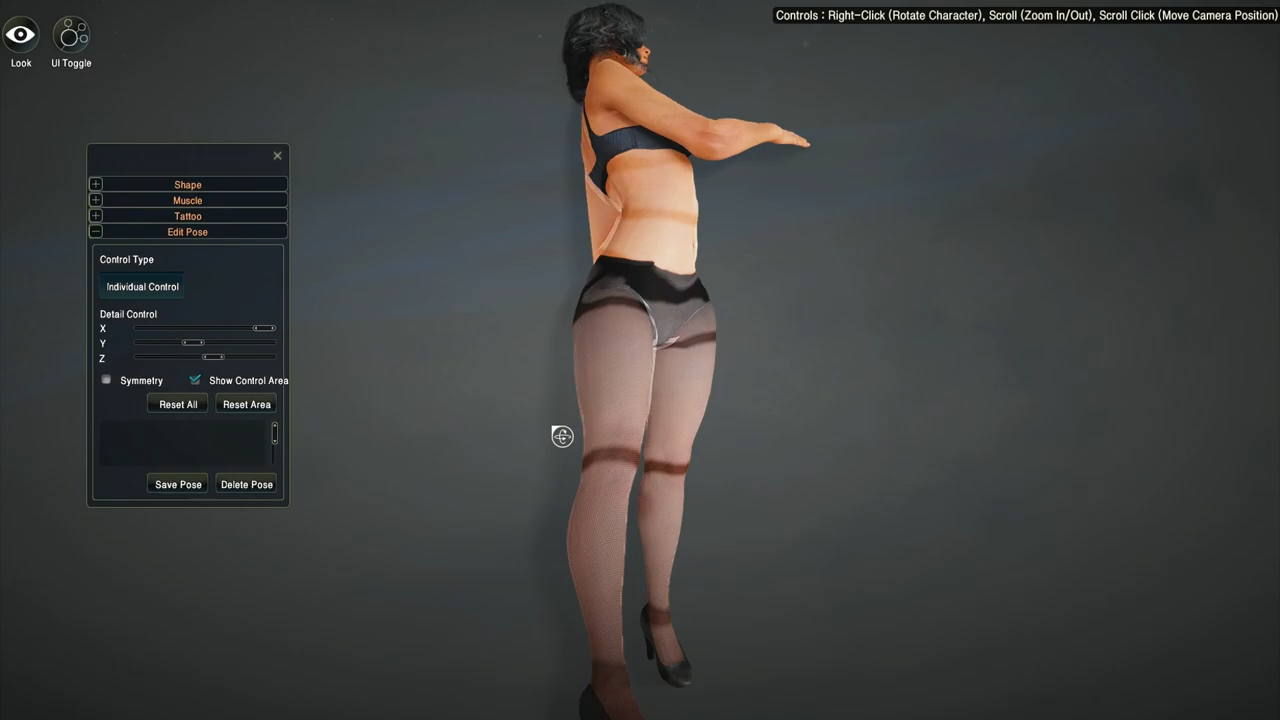 Controls : Right-Click (Rotate Character), Scroll (Zoom In/Out), Scroll Click (Move Camera Position)
Look
UI Toggle
Shape
Muscle
Tattoo
Edit Pose
Control Type
Individual Control
Detail Control
X
Y
Z
Symmetry
Show Control Area
Reset All
Reset Area
Save Pose
Delete Pose